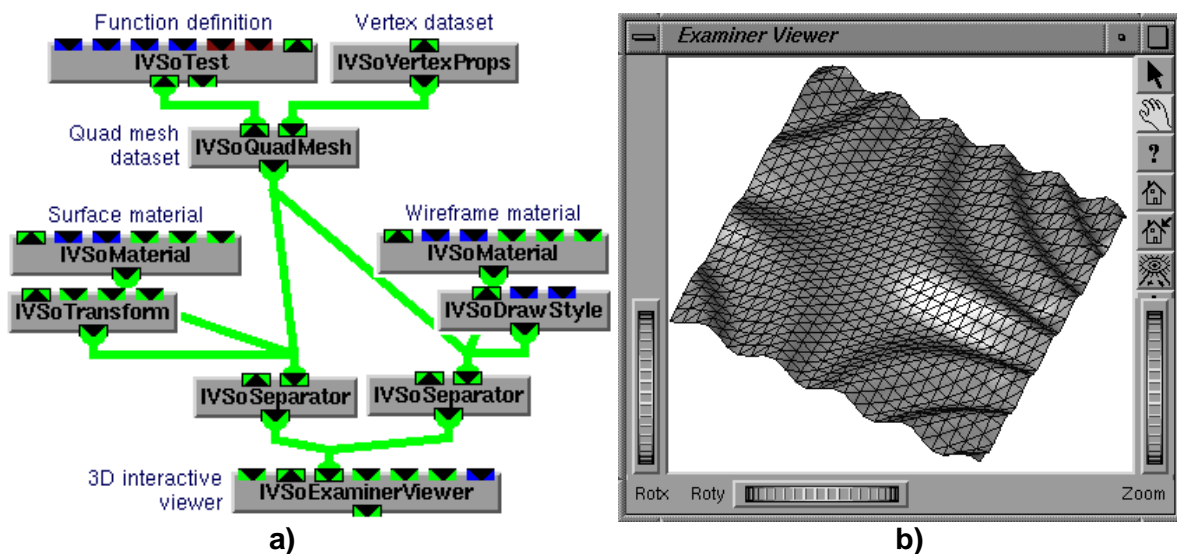 Function definition
IVSoTest
Vertex dataset
IVSoVertexProps
Quad mesh
dataset
IVSoQuadMesh
Surface material
IVSoMaterial
IVSoTransform
Wireframe material
IVSoMaterial
IVSoDrawStyle
IVSoSeparator
IVSoSeparator
3D interactive
viewer
IVSoExaminerViewer
a)
Examiner Viewer
?
Rotx Roty Zoom
b)